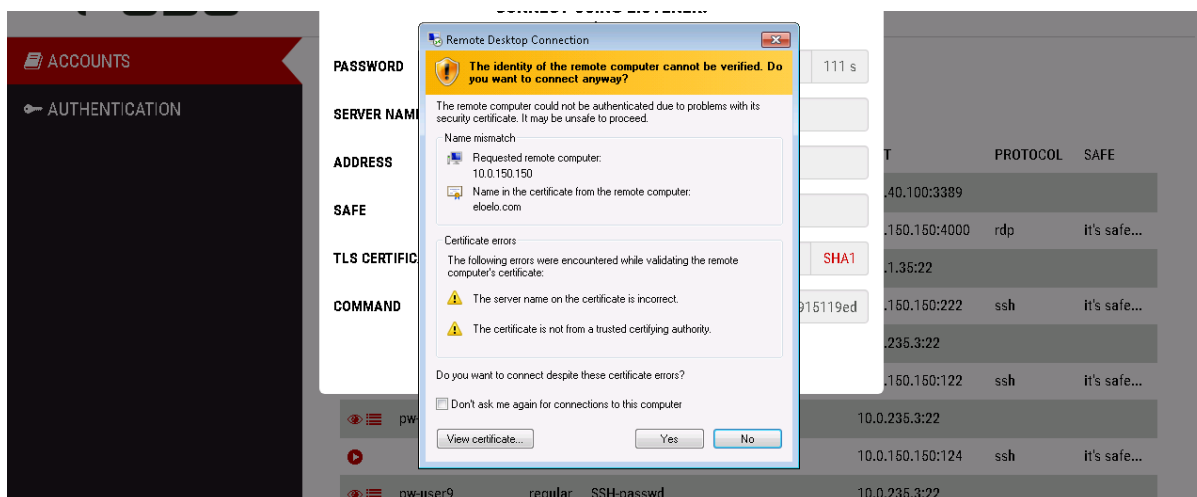 CONNECT USING LISTENER:
ACCOUNTS
AUTHENTICATION
PASSWORD
111 s
SERVER NAM
ADDRESS
SAFE
TLS CERTIFIC
SHA1
COMMAND
915119ed
Remote Desktop Connection
The identity of the remote computer cannot be verified. Do
you want to connect anyway?
The remote computer could not be authenticated due to problems with its
security certificate. It may be unsafe to proceed.
Name mismatch
Requested remote computer:
10.0.150.150
Name in the certificate from the remote computer:
eloelo.com
Certificate errors
The following errors were encountered while validating the remote
computer's certificate:
The server name on the certificate is incorrect.
The certificate is not from a trusted certifying authority.
Do you want to connect despite these certificate errors?
Don't ask me again for connections to this computer
View certificate...
Yes
No
T PROTOCOL SAFE
.40.100:3389
.150.150:4000 rdp it's safe...
.1.35:22
.150.150:222 ssh it's safe...
.235.3:22
.150.150:122 ssh it's safe...
pw- 10.0.235.3:22
10.0.150.150:124 ssh it's safe...
pw-user9 regular SSH-passwd 10.0.235.3:22